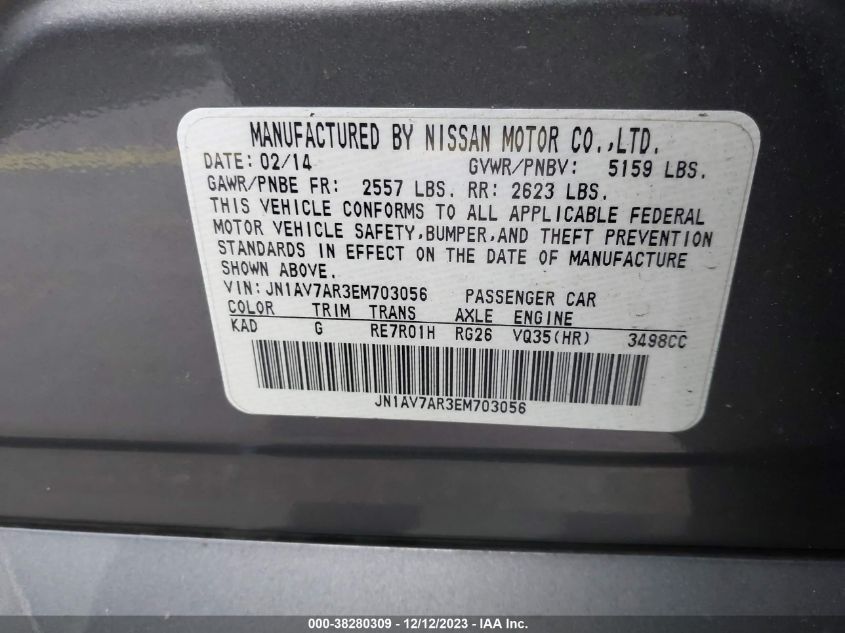 MANUFACTURED BY NISSAN MOTOR CO.,LTD.
DATE: 02/14 GVWR/PNBV: 5159 LBS.
GAWR/PNBE FR: 2557 LBS. RR: 2623 LBS.
THIS VEHICLE CONFORMS TO ALL APPLICABLE FEDERAL
MOTOR VEHICLE SAFETY,BUMPER,AND THEFT PREVENTION
STANDARDS IN EFFECT ON THE DATE OF MANUFACTURE
SHOWN ABOVE.
VIN: JN1AV7AR3EM703056 PASSENGER CAR
COLOR TRIM TRANS AXLE ENGINE
KAD G RE7R01H RG26 VQ35(HR) 3498CC
JN1AV7AR3EM703056
000-38280309 - 12/12/2023 - IAA, Inc.